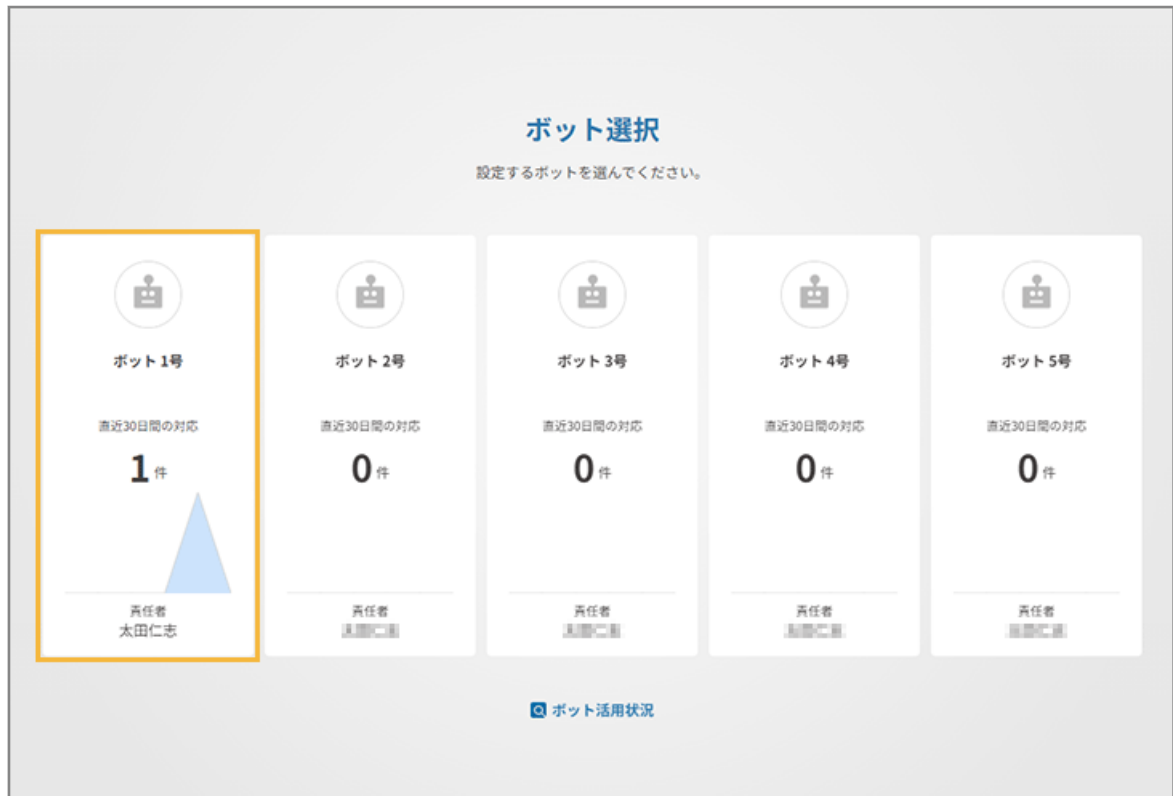 ボット選択
設定するボットを選んでください。
ボット 1号
直近30日間の対応
1 件
責任者
太田仁志
ボット 2号
直近30日間の対応
0 件
責任者
ボット 3号
直近30日間の対応
0 件
責任者
ボット 4号
直近30日間の対応
0 件
責任者
ボット 5号
直近30日間の対応
0 件
責任者
ボット活用状況